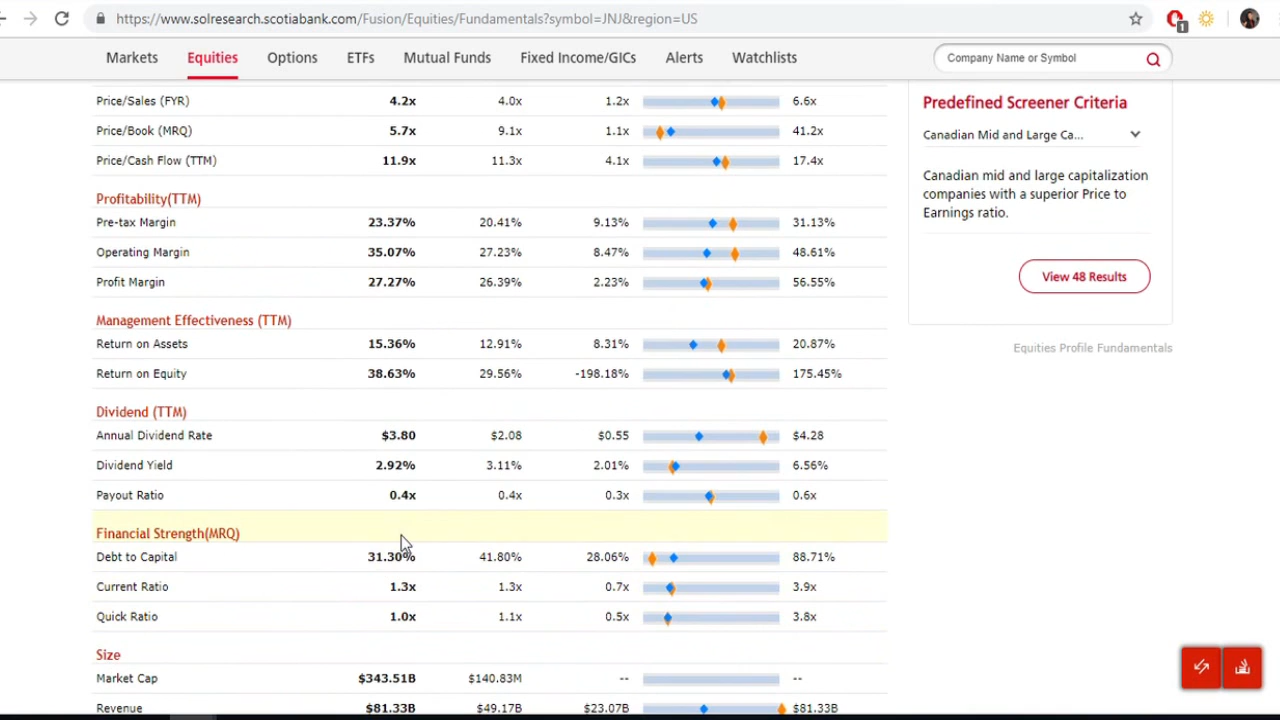 https://www.solresearch.scotiabank.com/Fusion/Equities/Fundamentals?symbol=JNJ&region=US
1
Markets Equities Options ETFs Mutual Funds Fixed Income/GICs Alerts Watchlists Company Name or Symbol
Price/Sales (FYR) 4.2x 4.0x 1.2x 6.6x
Price/Book (MRQ) 5.7x 9.1x 1.1x 41.2x
Price/Cash Flow (TTM) 11.9x 11.3x 4.1x 17.4x
Profitability(TTM)
Pre-tax Margin 23.37% 20.41% 9.13% 31.13%
Operating Margin 35.07% 27.23% 8.47% 48.61%
Profit Margin 27.27% 26.39% 2.23% 56.55%
Management Effectiveness (TTM)
Return on Assets 15.36% 12.91% 8.31% 20.87%
Return on Equity 38.63% 29.56% -198.18% 175.45%
Dividend (TTM)
Annual Dividend Rate $3.80 $2.08 $0.55 $4.28
Dividend Yield 2.92% 3.11% 2.01% 6.56%
Payout Ratio 0.4x 0.4x 0.3x 0.6x
Financial Strength(MRQ)
Debt to Capital 31.30% 41.80% 28.06% 88.71%
Current Ratio 1.3x 1.3x 0.7x 3.9x
Quick Ratio 1.0x 1.1x 0.5x 3.8x
Size
Market Cap $343.51B $140.83M -- --
Revenue $81.33B $49.17B $23.07B $81.33B
Predefined Screener Criteria
Canadian Mid and Large Ca...
Canadian mid and large capitalization
companies with a superior Price to
Earnings ratio.
View 48 Results
Equities Profile Fundamentals